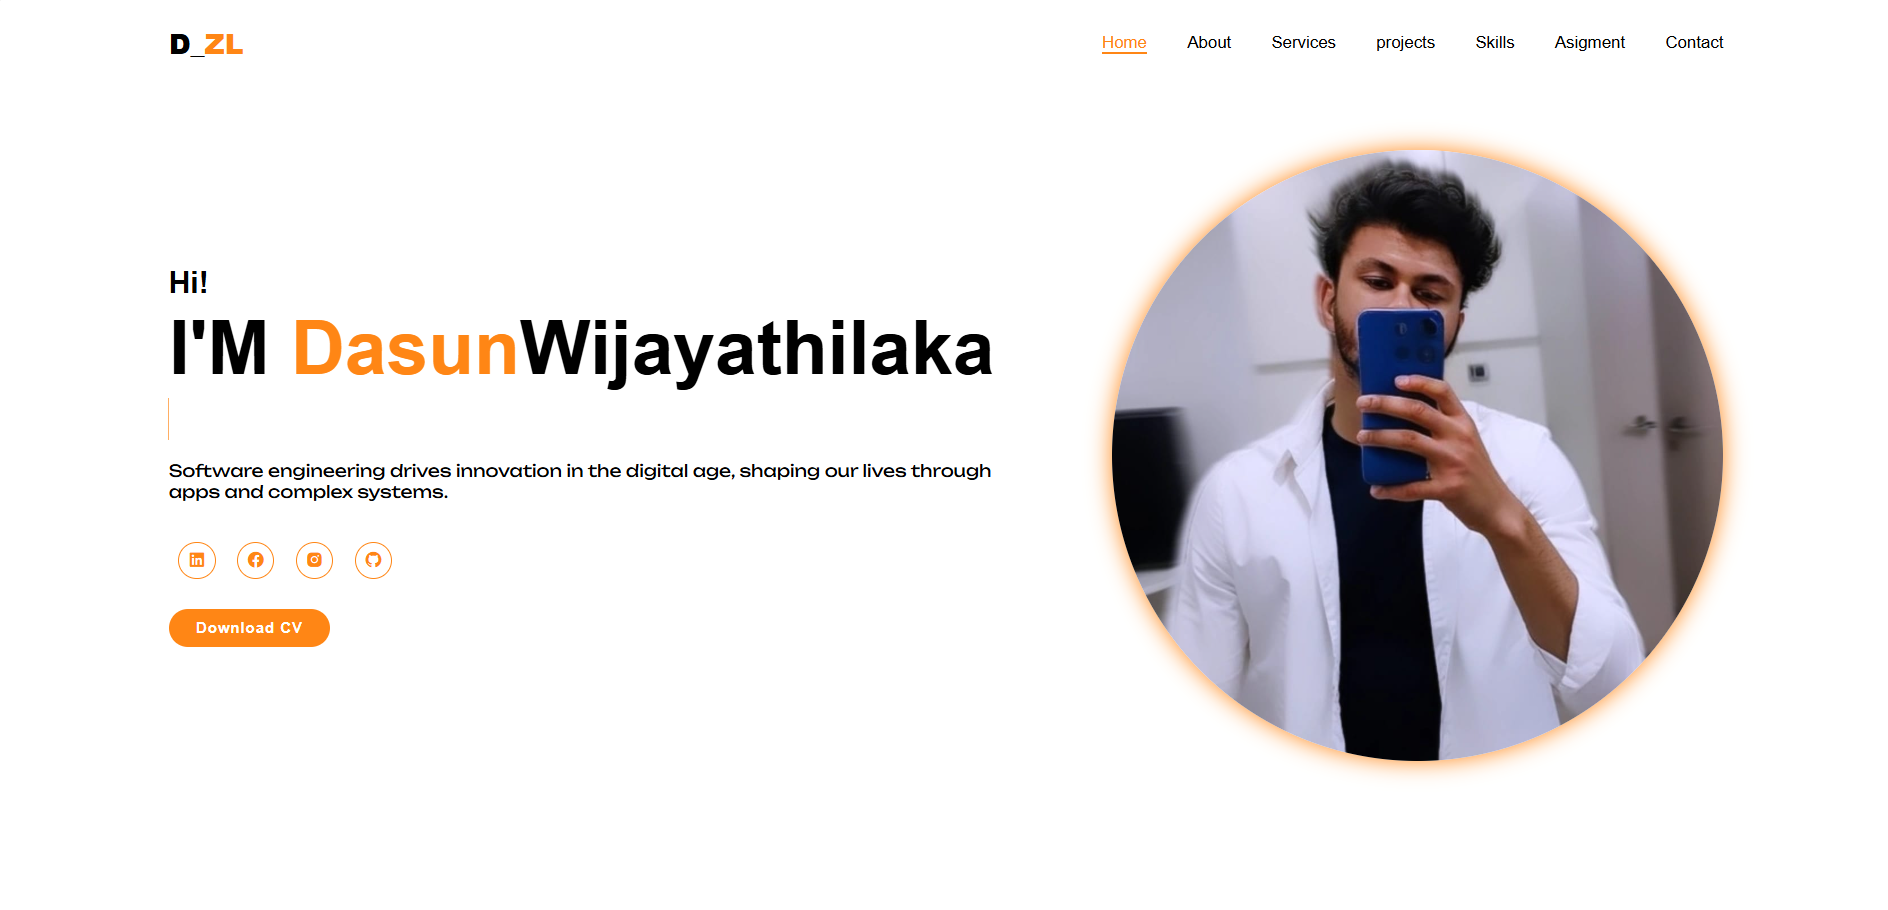 D_ZL
Home About Services projects Skills Asigment Contact
Hi!
I'M DasunWijayathilaka
Software engineering drives innovation in the digital age, shaping our lives through
apps and complex systems.
Download CV